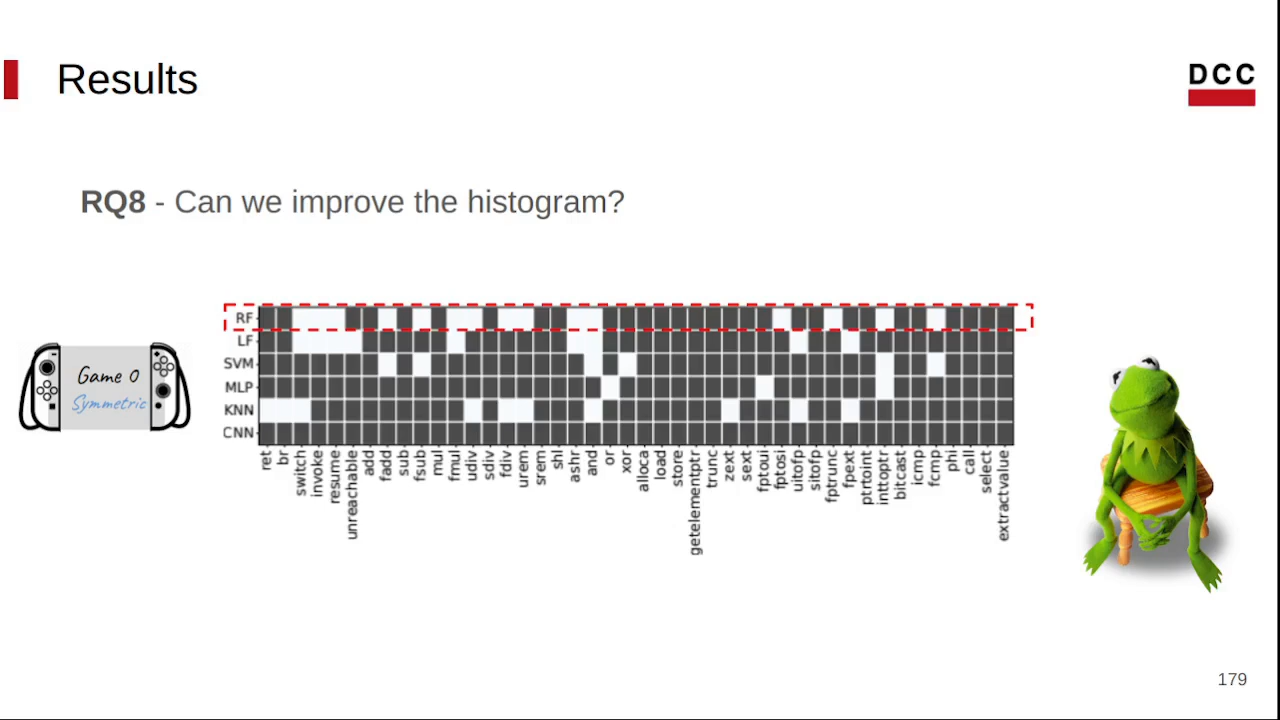 Results
DCC
RQ8 - Can we improve the histogram?
Game 0
Symmetric
RF
LF
SVM
MLP
KNN
CNN
ret
br
switch
invoke
resume
unreachable
add
fadd
sub
fsub
mul
fmul
udiv
sdiv
fdiv
urem
srem
shl
ashr
and
or
xor
alloca
load
store
getelementptr
trunc
zext
sext
fptoui
fptosi
uitofp
sitofp
fptrunc
fpext
ptrtoint
inttoptr
bitcast
icmp
fcmp
phi
call
select
extractvalue
179